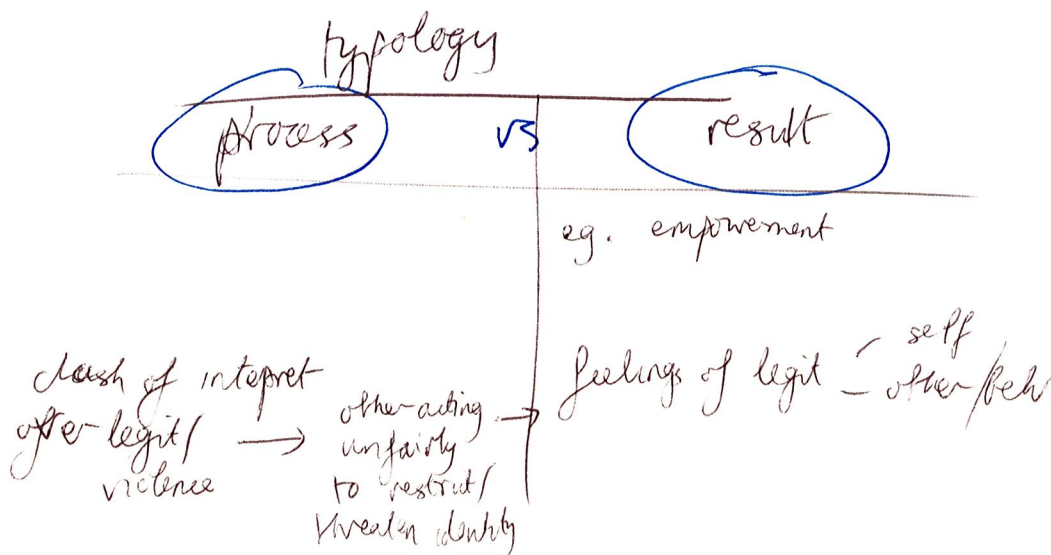 typology
process vs result
eg. empowerment
clash of intepret
after legit/
violence
→ other acting
unfairly
to restrict/
threaten identity
→ feelings of legit - self
- other/beh